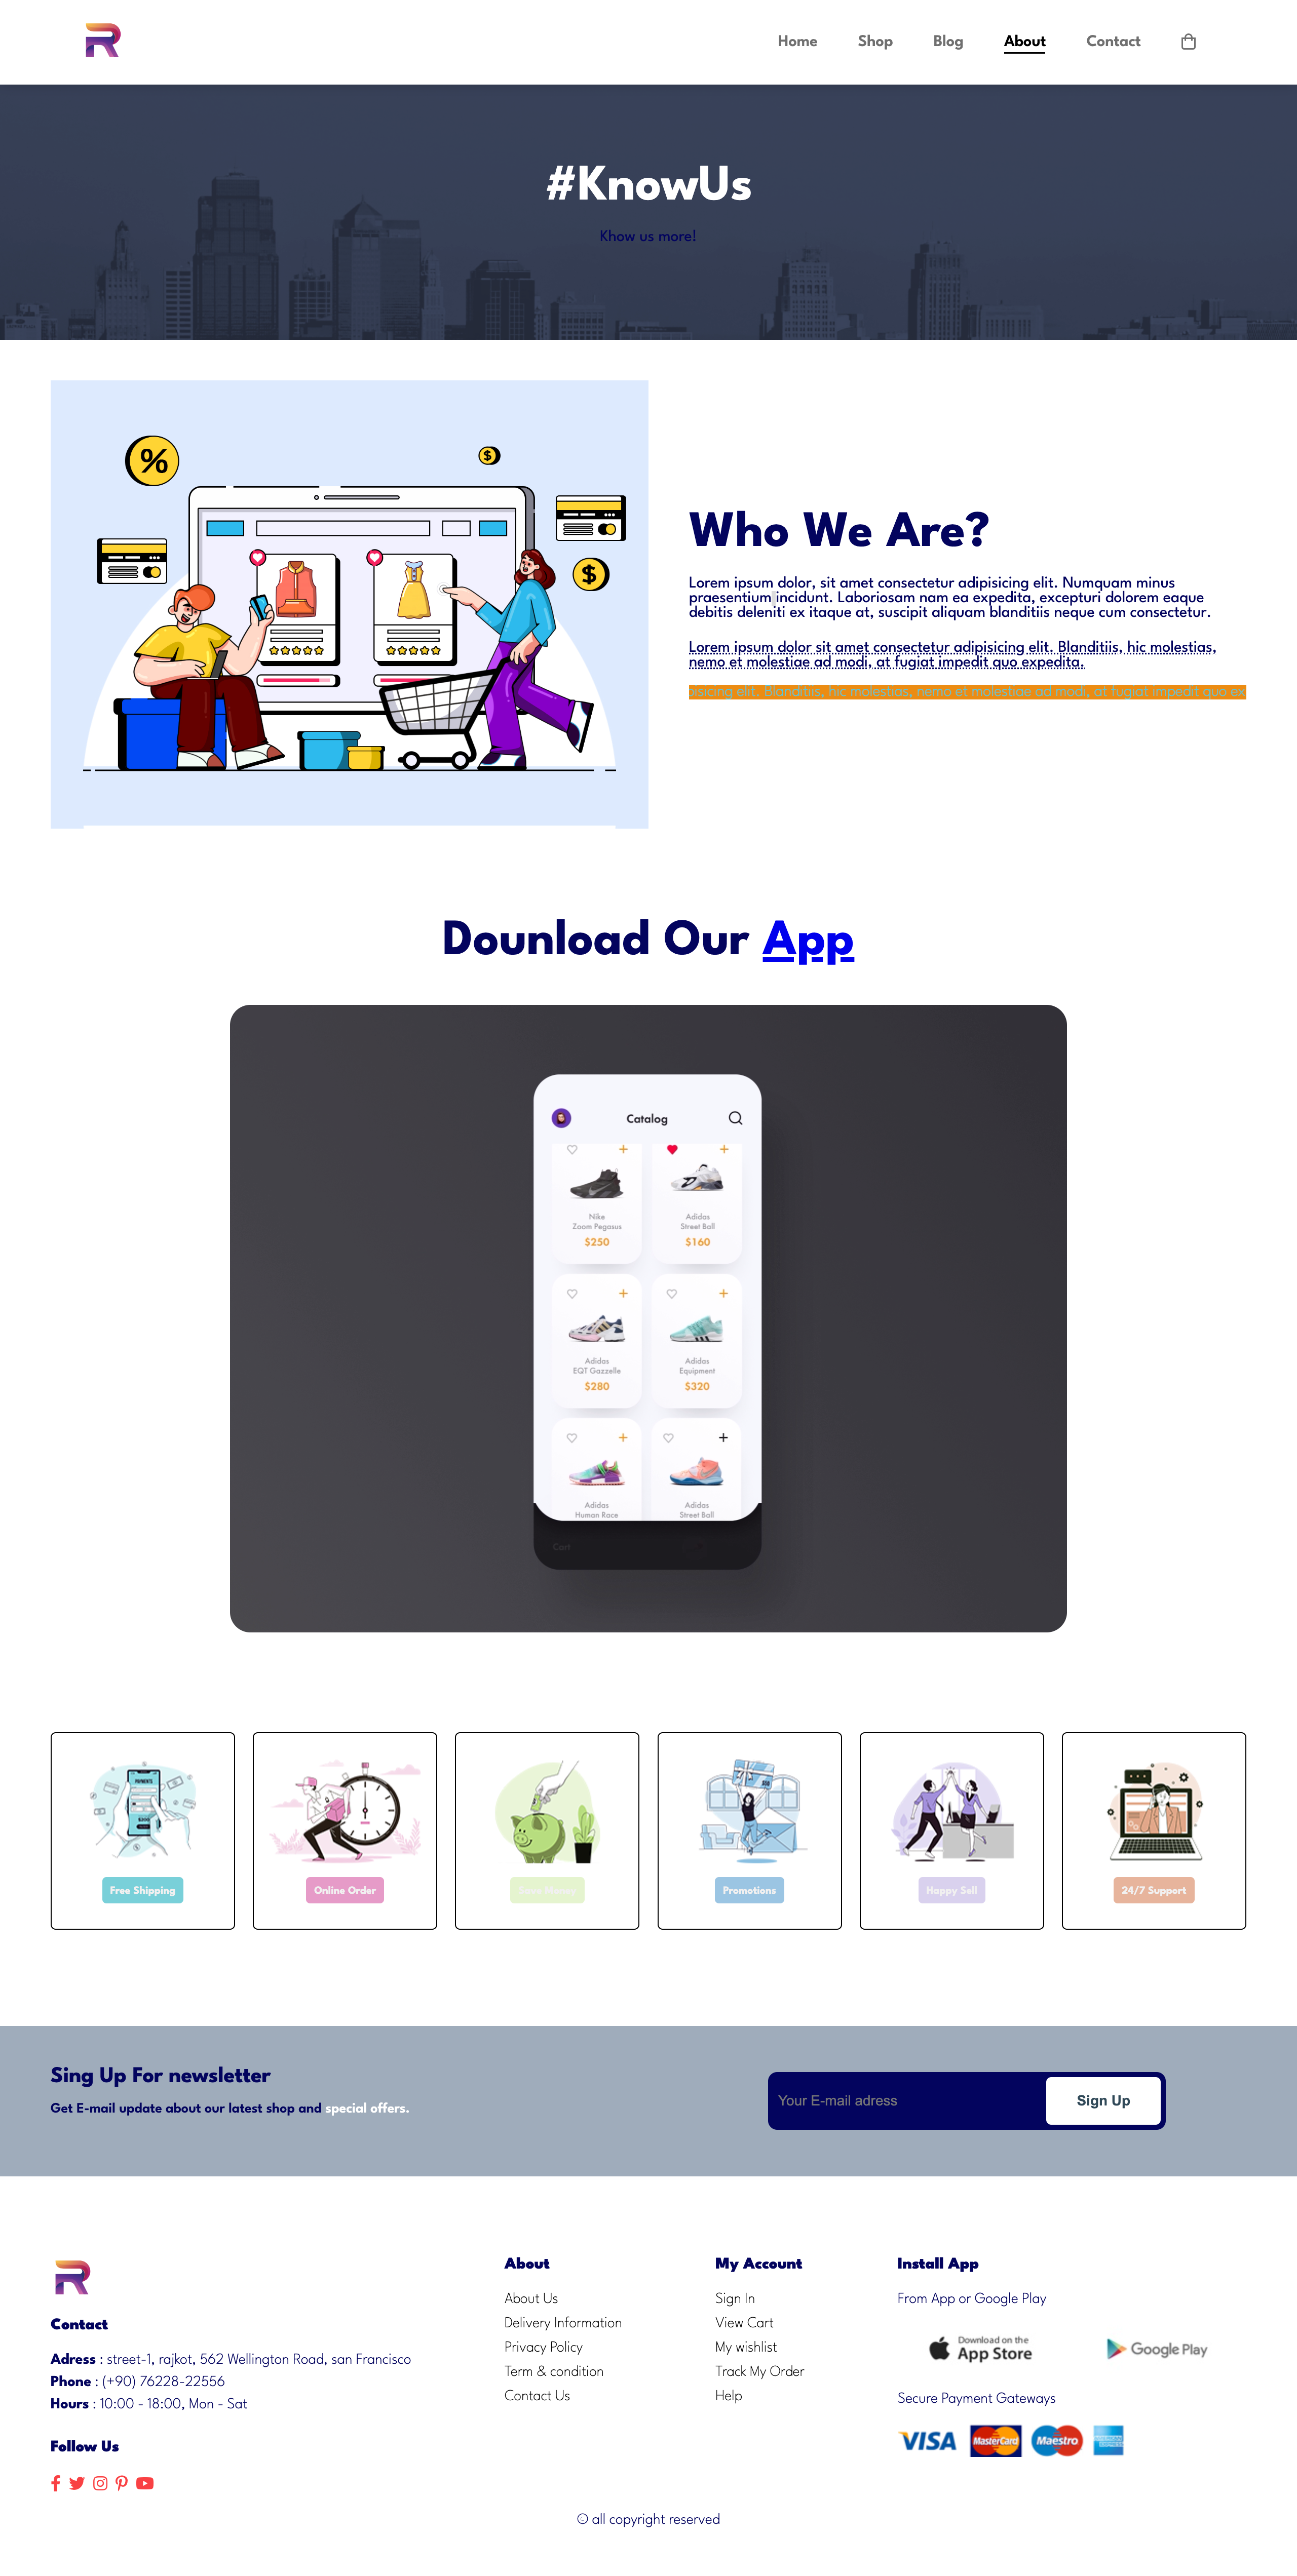 Home Shop Blog About Contact
#KnowUs
Khow us more!
Who We Are?
Lorem ipsum dolor, sit amet consectetur adipisicing elit. Numquam minus
praesentium incidunt. Laboriosam nam ea expedita, excepturi dolorem eaque
debitis deleniti ex itaque at, suscipit aliquam blanditiis neque cum consectetur.
Lorem ipsum dolor sit amet consectetur adipisicing elit. Blanditiis, hic molestias,
nemo et molestiae ad modi, at fugiat impedit quo expedita.
pisicing elit. Blanditiis, hic molestias, nemo et molestiae ad modi, at fugiat impedit quo ex
Dounload Our App
Catalog
Nike
Zoom Pegasus
$250
Adidas
Street Ball
$160
Adidas
EQT Gazzelle
$280
Adidas
Equipment
$320
Adidas
Human Race
Adidas
Street Ball
Cart
PAYMENTS
Free Shipping
Online Order
Save Money
Promotions
Happy Sell
24/7 Support
Sing Up For newsletter
Get E-mail update about our latest shop and special offers.
Your E-mail adress
Sign Up
Contact
Adress : street-1, rajkot, 562 Wellington Road, san Francisco
Phone : (+90) 76228-22556
Hours : 10:00 - 18:00, Mon - Sat
Follow Us
About
About Us
Delivery Information
Privacy Policy
Term & condition
Contact Us
My Account
Sign In
View Cart
My wishlist
Track My Order
Help
Install App
From App or Google Play
Download on the
App Store
Google Play
Secure Payment Gateways
VISA MasterCard Maestro
© all copyright reserved